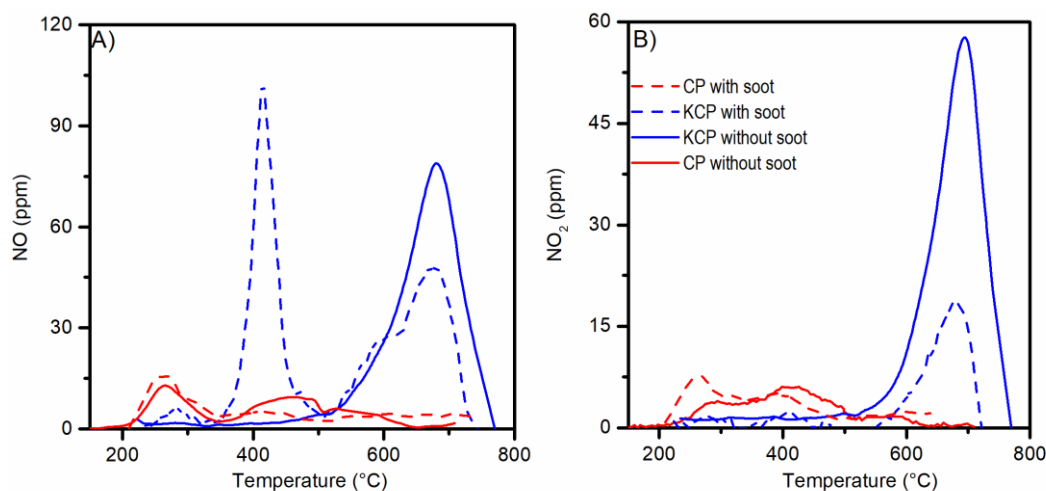 A)
120
90
60
30
0
NO (ppm)
200
400
600
800
Temperature (°C)
B)
60
45
30
15
0
NO2 (ppm)
CP with soot
KCP with soot
KCP without soot
CP without soot
200
400
600
800
Temperature (°C)